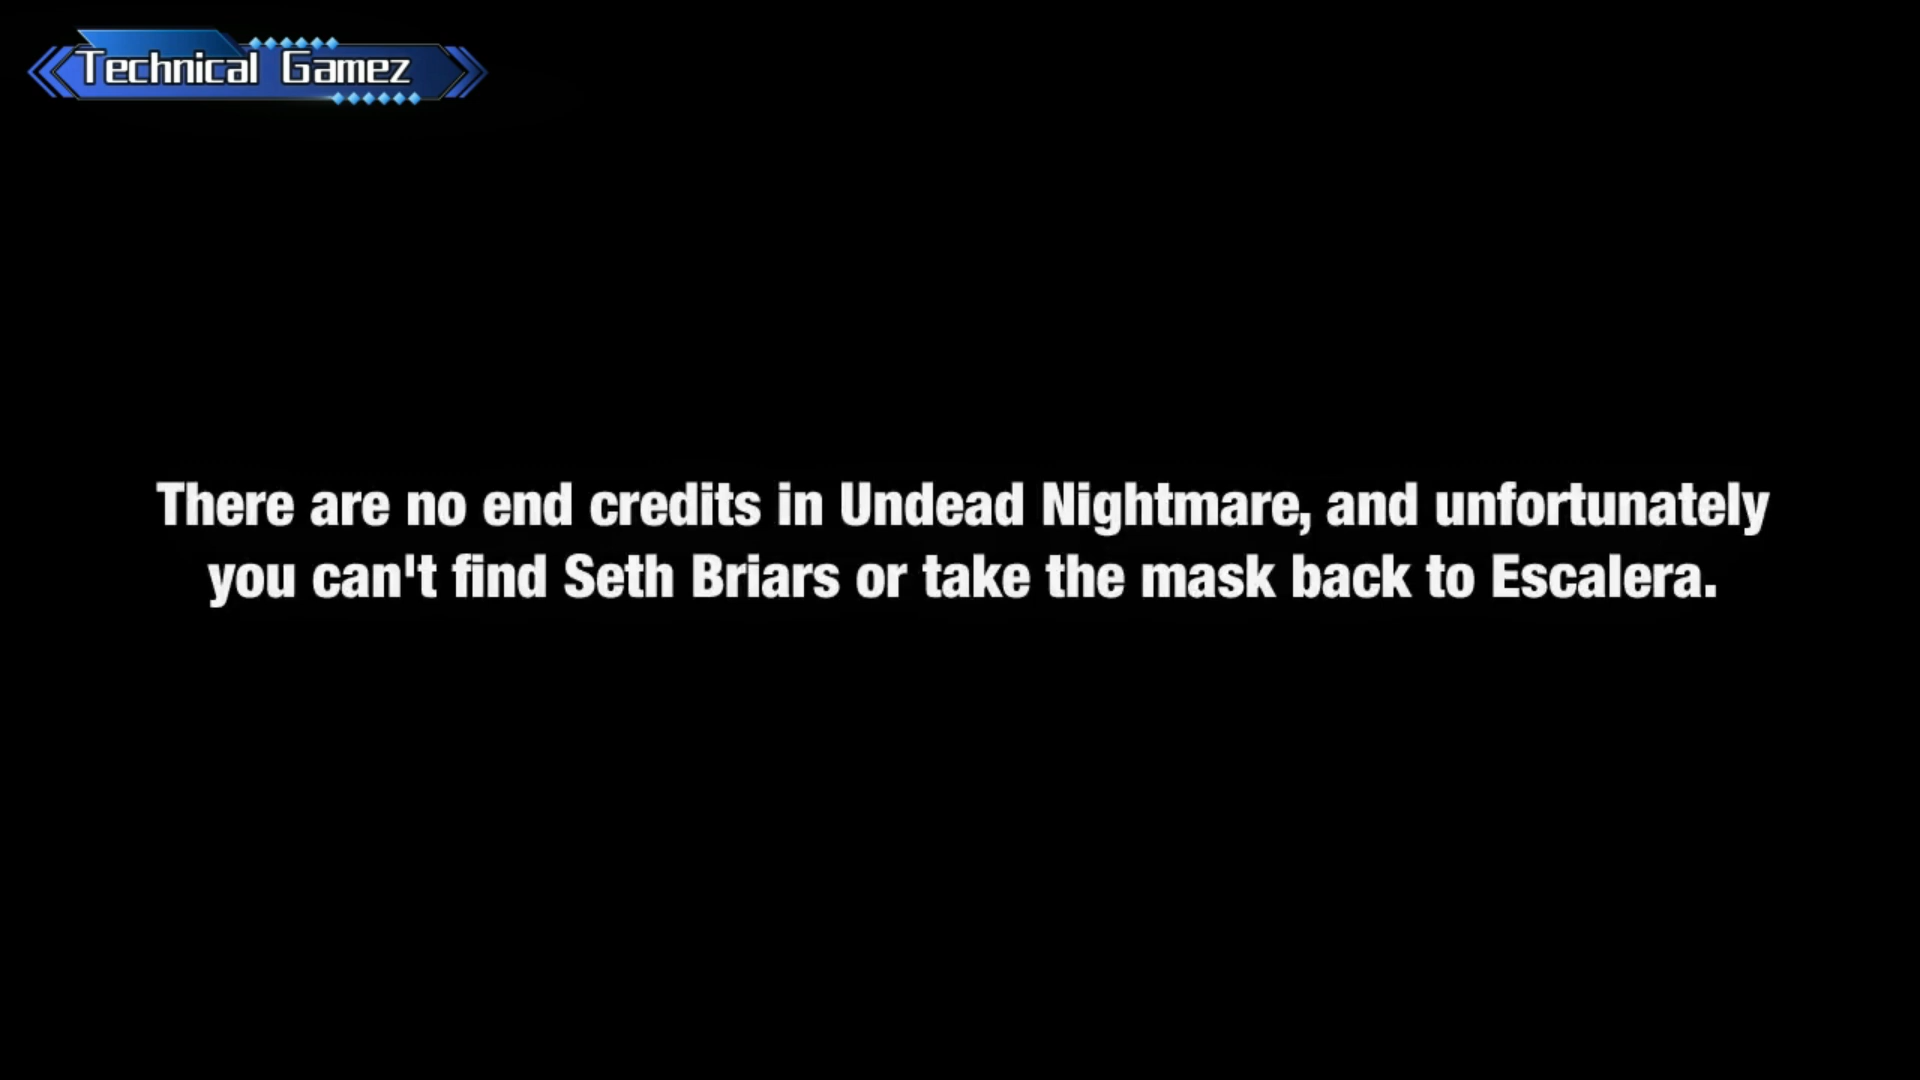 Technical Gamez
There are no end credits in Undead Nightmare, and unfortunately
you can't find Seth Briars or take the mask back to Escalera.